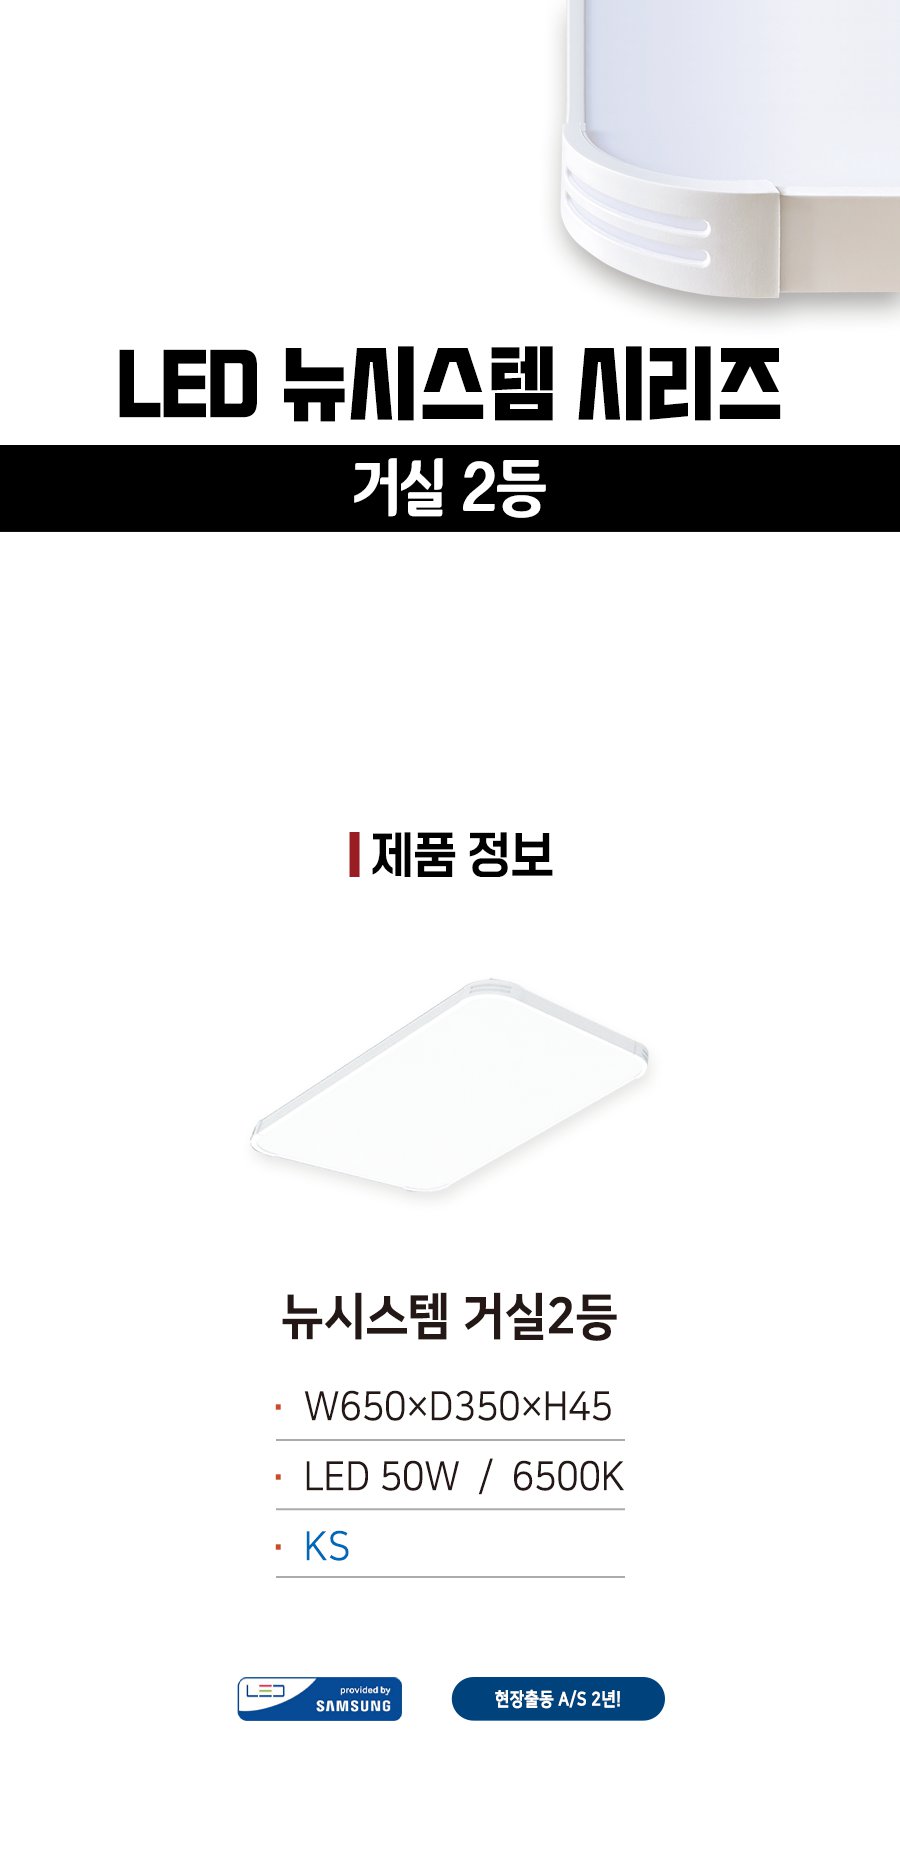 LED 뉴시스템 시리즈
거실 2등
제품 정보
뉴시스템 거실2등
· W650×D350×H45
· LED 50W / 6500K
· KS
LED provided by
SAMSUNG
현장출동 A/S 2년!